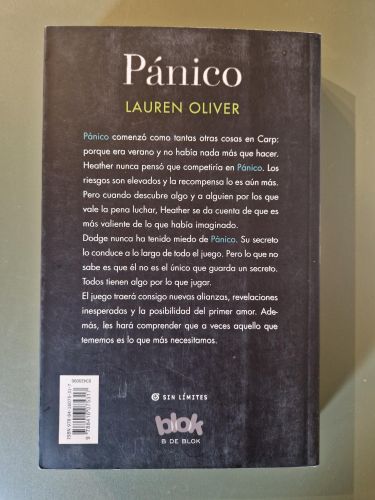 Pánico
LAUREN OLIVER
Pánico comenzó como tantas otras cosas en Carp:
porque era verano y no había nada más que hacer.
Heather nunca pensó que competiría en Pánico. Los
riesgos son elevados y la recompensa lo es aún más.
Pero cuando descubre algo y a alguien por los que
vale la pena luchar, Heather se da cuenta de que es
más valiente de lo que había imaginado.
Dodge nunca ha tenido miedo de Pánico. Su secreto
lo conduce a lo largo de todo el juego. Pero lo que no
sabe es que él no es el único que guarda un secreto.
Todos tienen algo por lo que jugar.
El juego traerá consigo nuevas alianzas, revelaciones
inesperadas y la posibilidad del primer amor. Ade-
más, les hará comprender que a veces aquello que
tememos es lo que más necesitamos.
SIN LÍMITES
blok
B DE BLOK